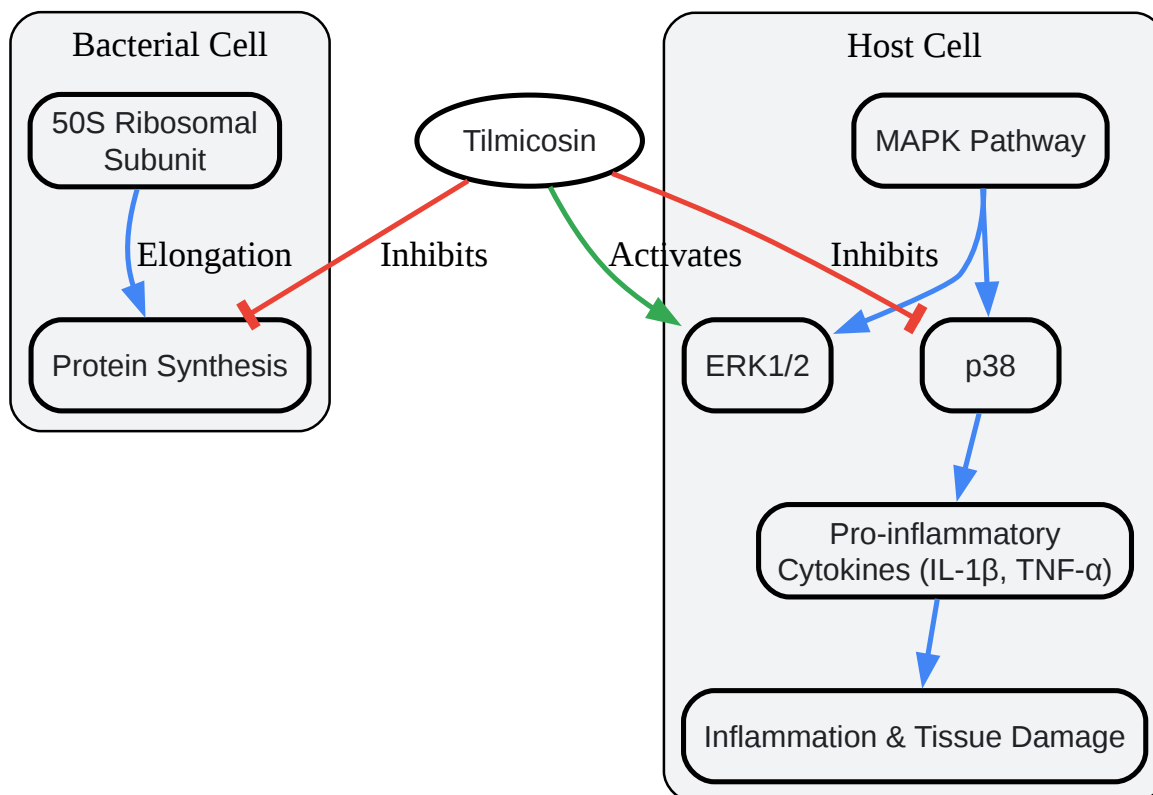 Bacterial Cell
Host Cell
50S Ribosomal
Subunit
Tilmicosin
MAPK Pathway
Elongation
Inhibits
Activates
Inhibits
Protein Synthesis
ERK1/2
p38
Pro-inflammatory
Cytokines (IL-1β, TNF-α)
Inflammation & Tissue Damage